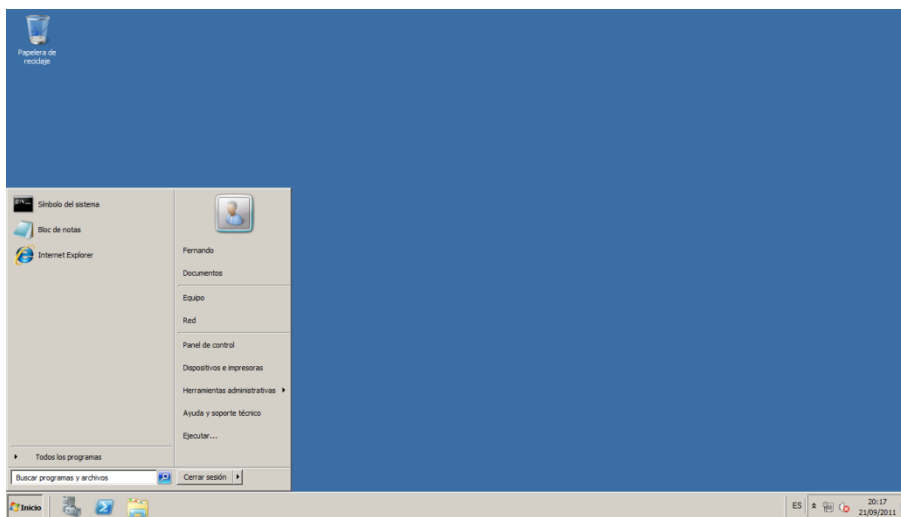 Papelera de
reciclaje
Símbolo del sistema
Bloc de notas
Internet Explorer
Todos los programas
Buscar programas y archivos
Fernando
Documentos
Equipo
Red
Panel de control
Dispositivos e impresoras
Herramientas administrativas
Ayuda y soporte técnico
Ejecutar...
Cerrar sesión
Inicio
ES
20:17
21/09/2011